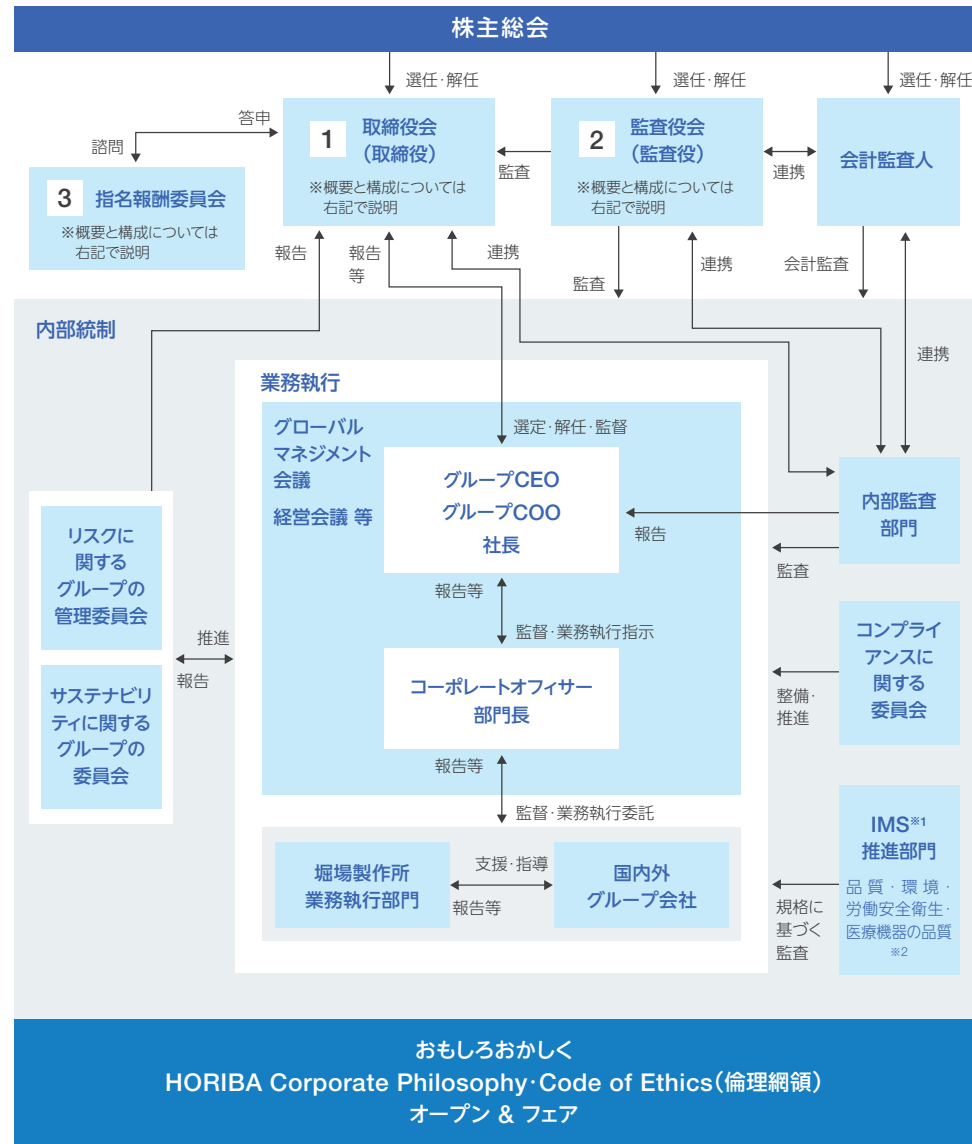 株主総会
選任・解任
選任・解任
選任・解任
答申
諮問
1
取締役会
(取締役)
※概要と構成については
右記で説明
監査
2
監査役会
(監査役)
※概要と構成については
右記で説明
連携
会計監査人
3
指名報酬委員会
※概要と構成については
右記で説明
報告
報告
等
連携
監査
連携
会計監査
連携
内部統制
業務執行
グローバル
マネジメント
会議
経営会議 等
選定・解任・監督
グループCEO
グループCOO
社長
報告
内部監査
部門
監査
リスクに
関する
グループの
管理委員会
サステナビリ
ティに関する
グループの
委員会
推進
報告
報告等
監督・業務執行指示
コーポレートオフィサー
部門長
コンプライ
アンスに
関する
委員会
整備・
推進
報告等
監督・業務執行委託
堀場製作所
業務執行部門
支援・指導
報告等
国内外
グループ会社
IMS※1
推進部門
品質・環境・
労働安全衛生・
医療機器の品質
※2
規格に
基づく
監査
おもしろおかしく
HORIBA Corporate Philosophy・Code of Ethics(倫理綱領)
オープン & フェア